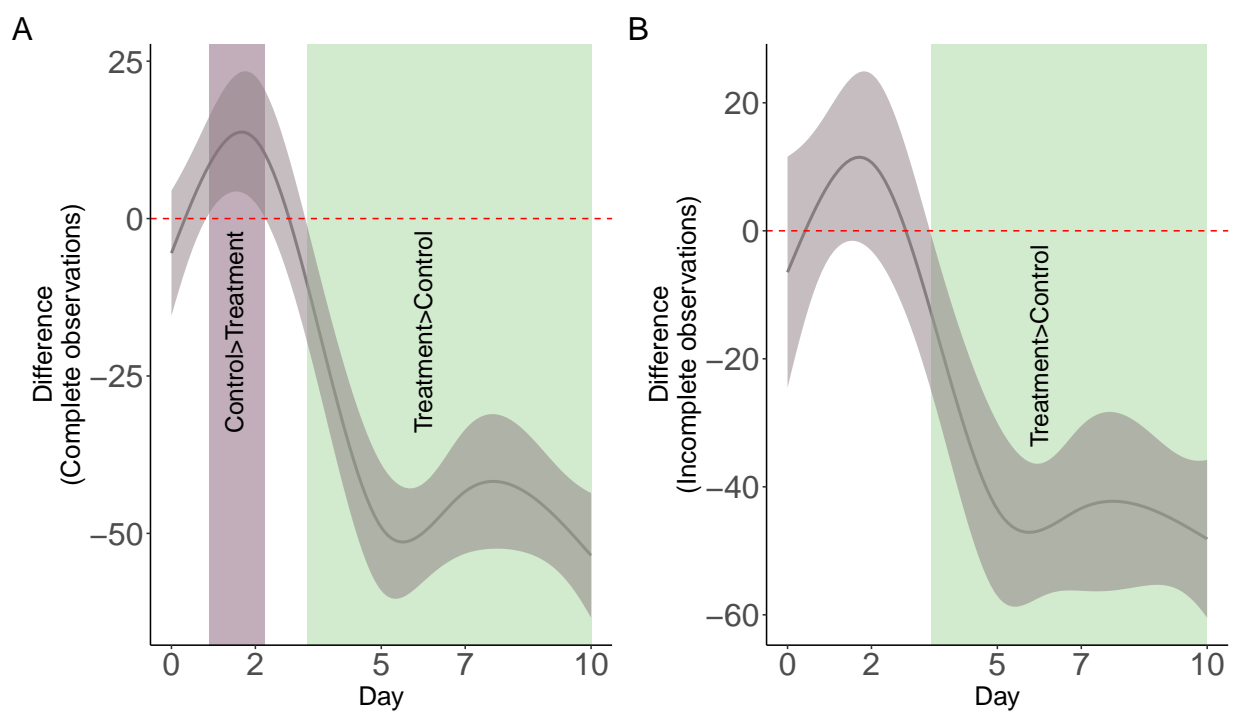 A
Difference
(Complete observations)
25
0
−25
−50
Control>Treatment
Treatment>Control
0
2
5
7
10
Day
B
Difference
(Incomplete observations)
20
0
−20
−40
−60
Treatment>Control
0
2
5
7
10
Day